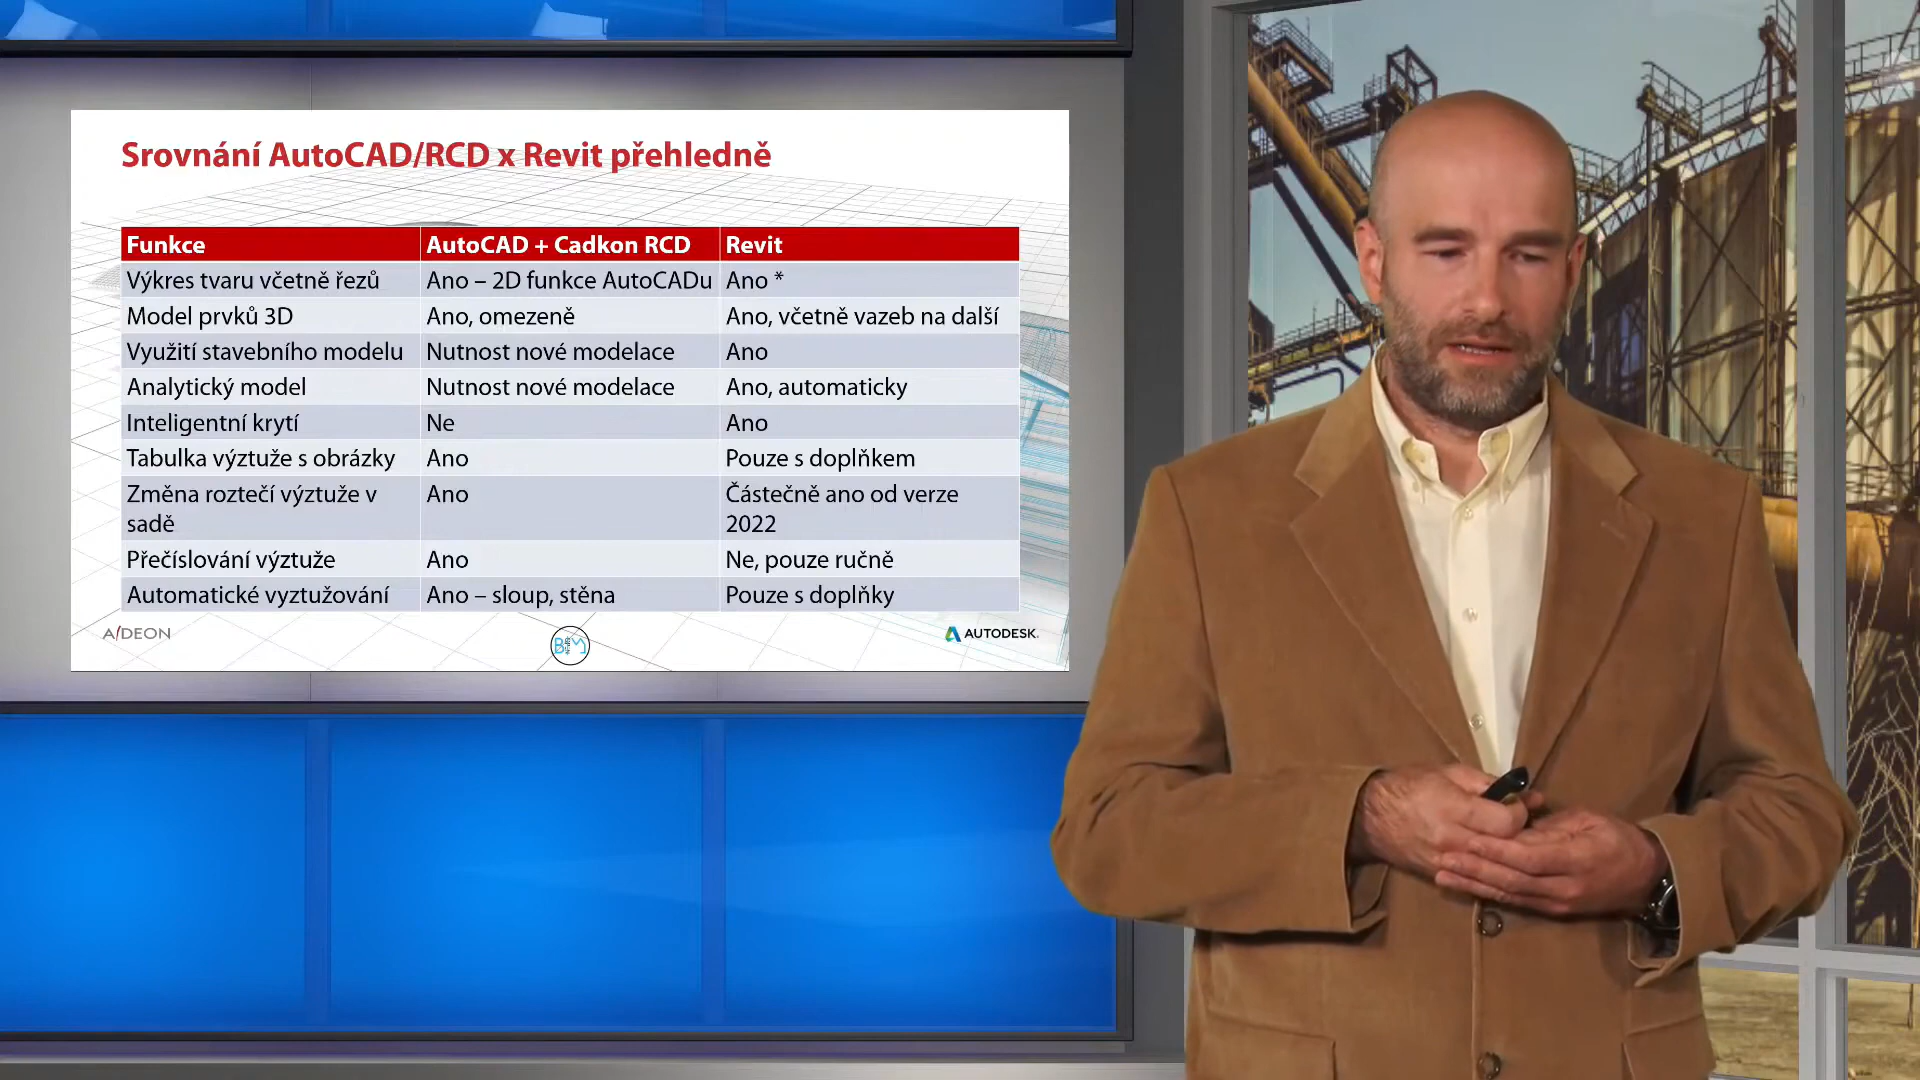 Srovnání AutoCAD/RCD x Revit přehledně
Funkce AutoCAD + Cadkon RCD Revit
Výkres tvaru včetně řezů Ano – 2D funkce AutoCADu Ano *
Model prvků 3D Ano, omezeně Ano, včetně vazeb na další
Využití stavebního modelu Nutnost nové modelace Ano
Analytický model Nutnost nové modelace Ano, automaticky
Inteligentní krytí Ne Ano
Tabulka výztuže s obrázky Ano Pouze s doplňkem
Změna roztečí výztuže v Ano Částečně ano od verze
sadě 2022
Přečíslování výztuže Ano Ne, pouze ručně
Automatické vyztužování Ano – sloup, stěna Pouze s doplňky
A/DEON BIM AUTODESK.